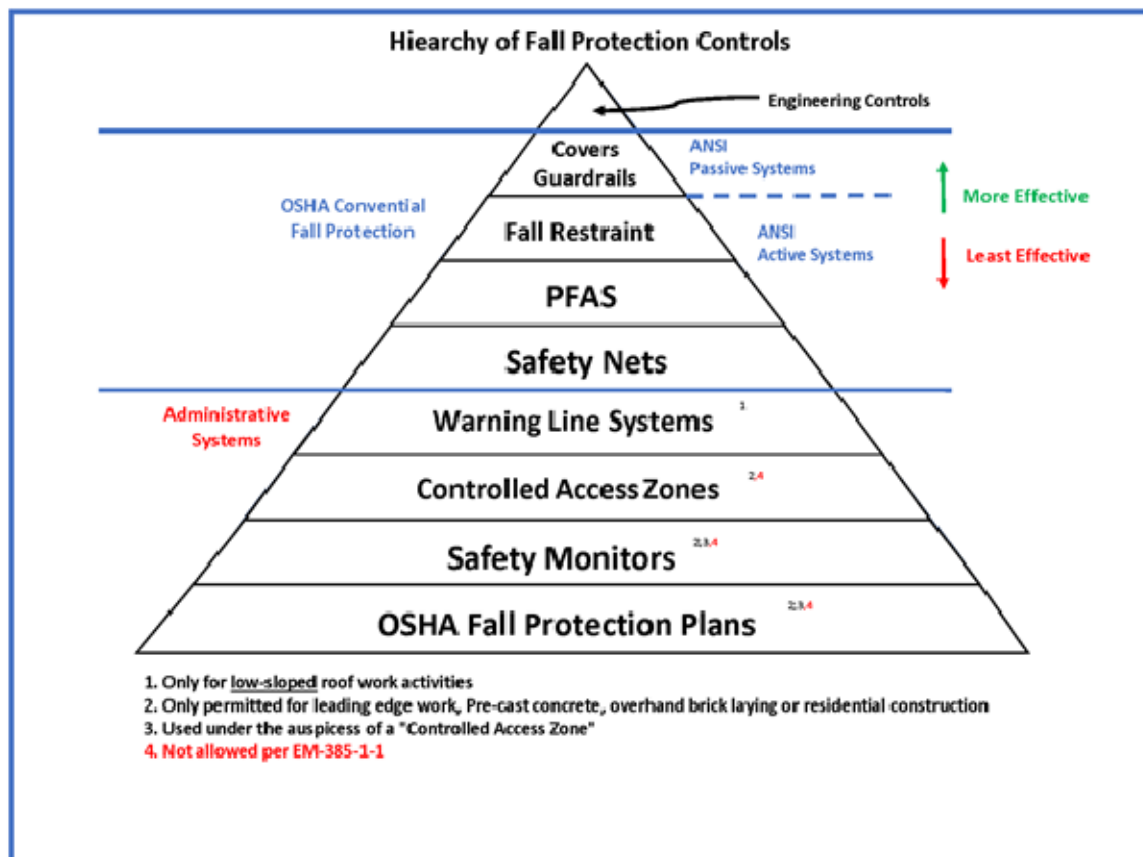 Hiearchy of Fall Protection Controls
Engineering Controls
Covers
Guardrails
ANSI
Passive Systems
More Effective
OSHA Convential
Fall Protection
Fall Restraint
ANSI
Active Systems
Least Effective
PFAS
Safety Nets
Administrative
Systems
Warning Line Systems 1
Controlled Access Zones 2,4
Safety Monitors 2,3,4
OSHA Fall Protection Plans 2,3,4
1. Only for low-sloped roof work activities
2. Only permitted for leading edge work, Pre-cast concrete, overhand brick laying or residential construction
3. Used under the auspicess of a "Controlled Access Zone"
4. Not allowed per EM-385-1-1